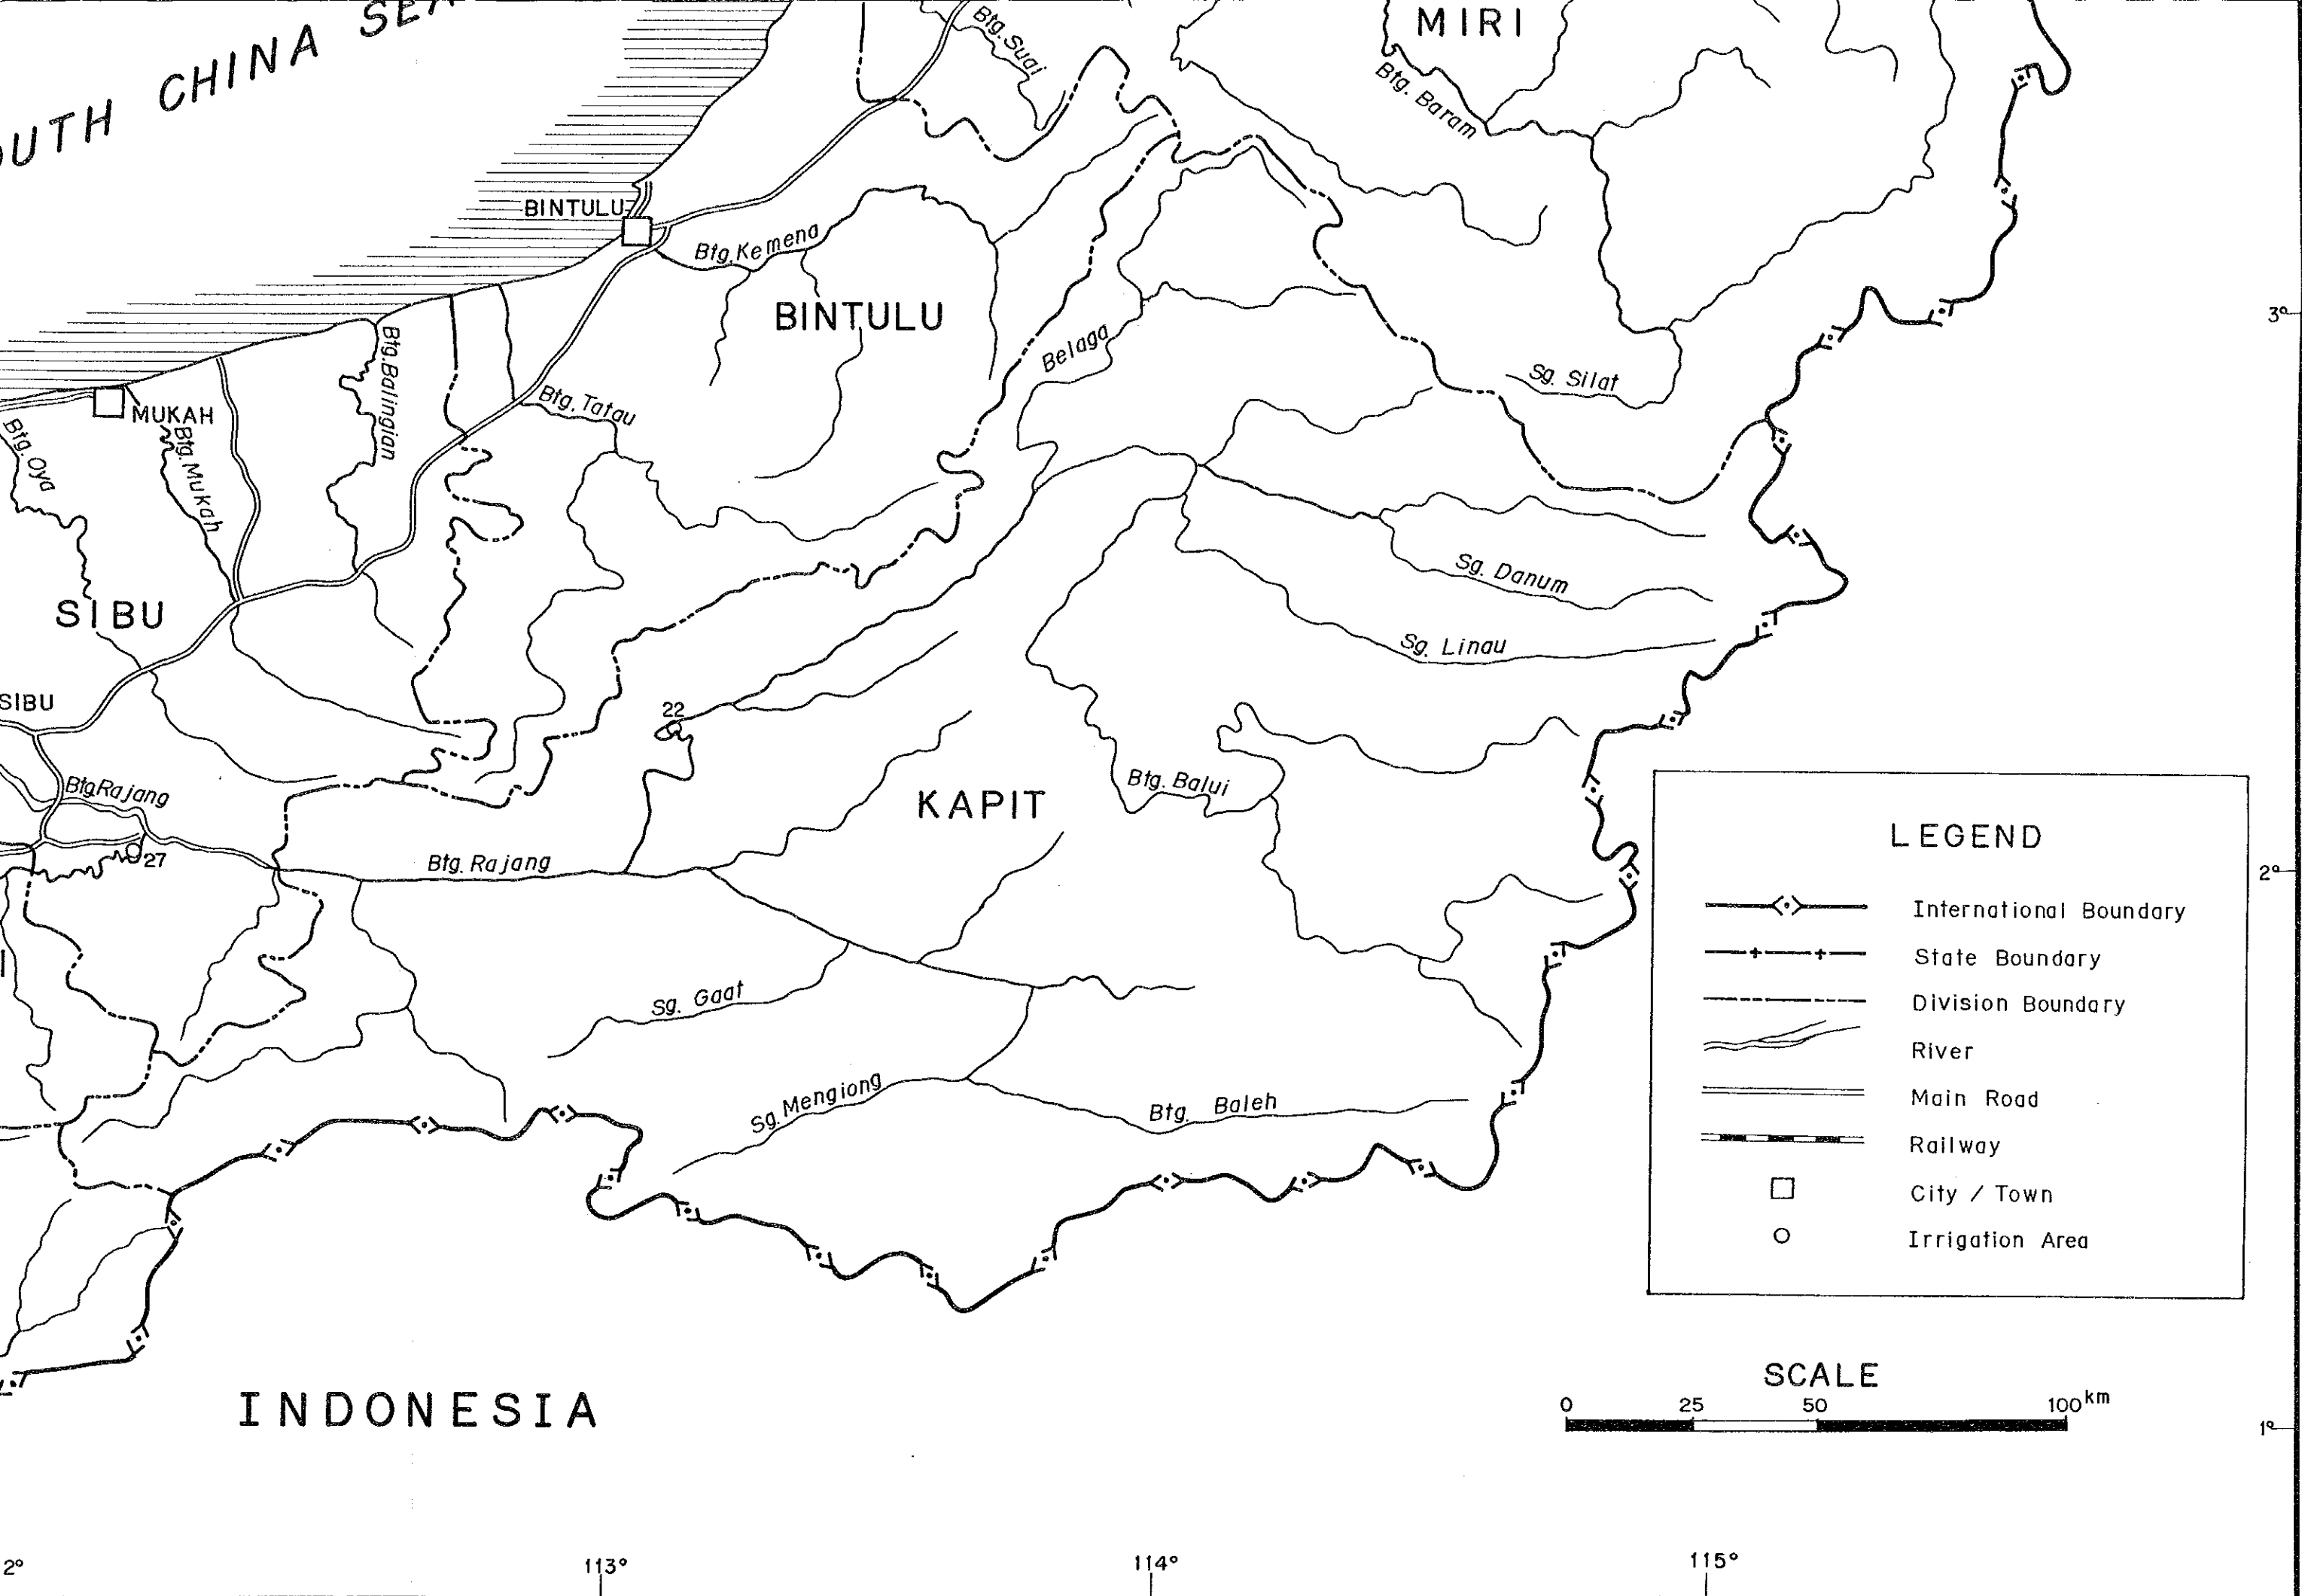 SOUTH CHINA SEA
MIRI
Btg. Suai
Btg. Baram
BINTULU
Btg. Kemena
BINTULU
3°
Belaga
Btg. Balingian
Sg. Silat
MUKAH
Btg. Tatau
Btg. Oya
Btg. Mukah
Sg. Danum
SIBU
Sg. Linau
SIBU
22
Btg. Balui
Btg Rajang
KAPIT
LEGEND
27
Btg. Rajang
2°
International Boundary
State Boundary
Sg. Gaat
Division Boundary
River
Sg. Mengiong
Btg. Baleh
Main Road
Railway
City / Town
Irrigation Area
SCALE
0 25 50 100 km
INDONESIA
1°
2° 113° 114° 115°